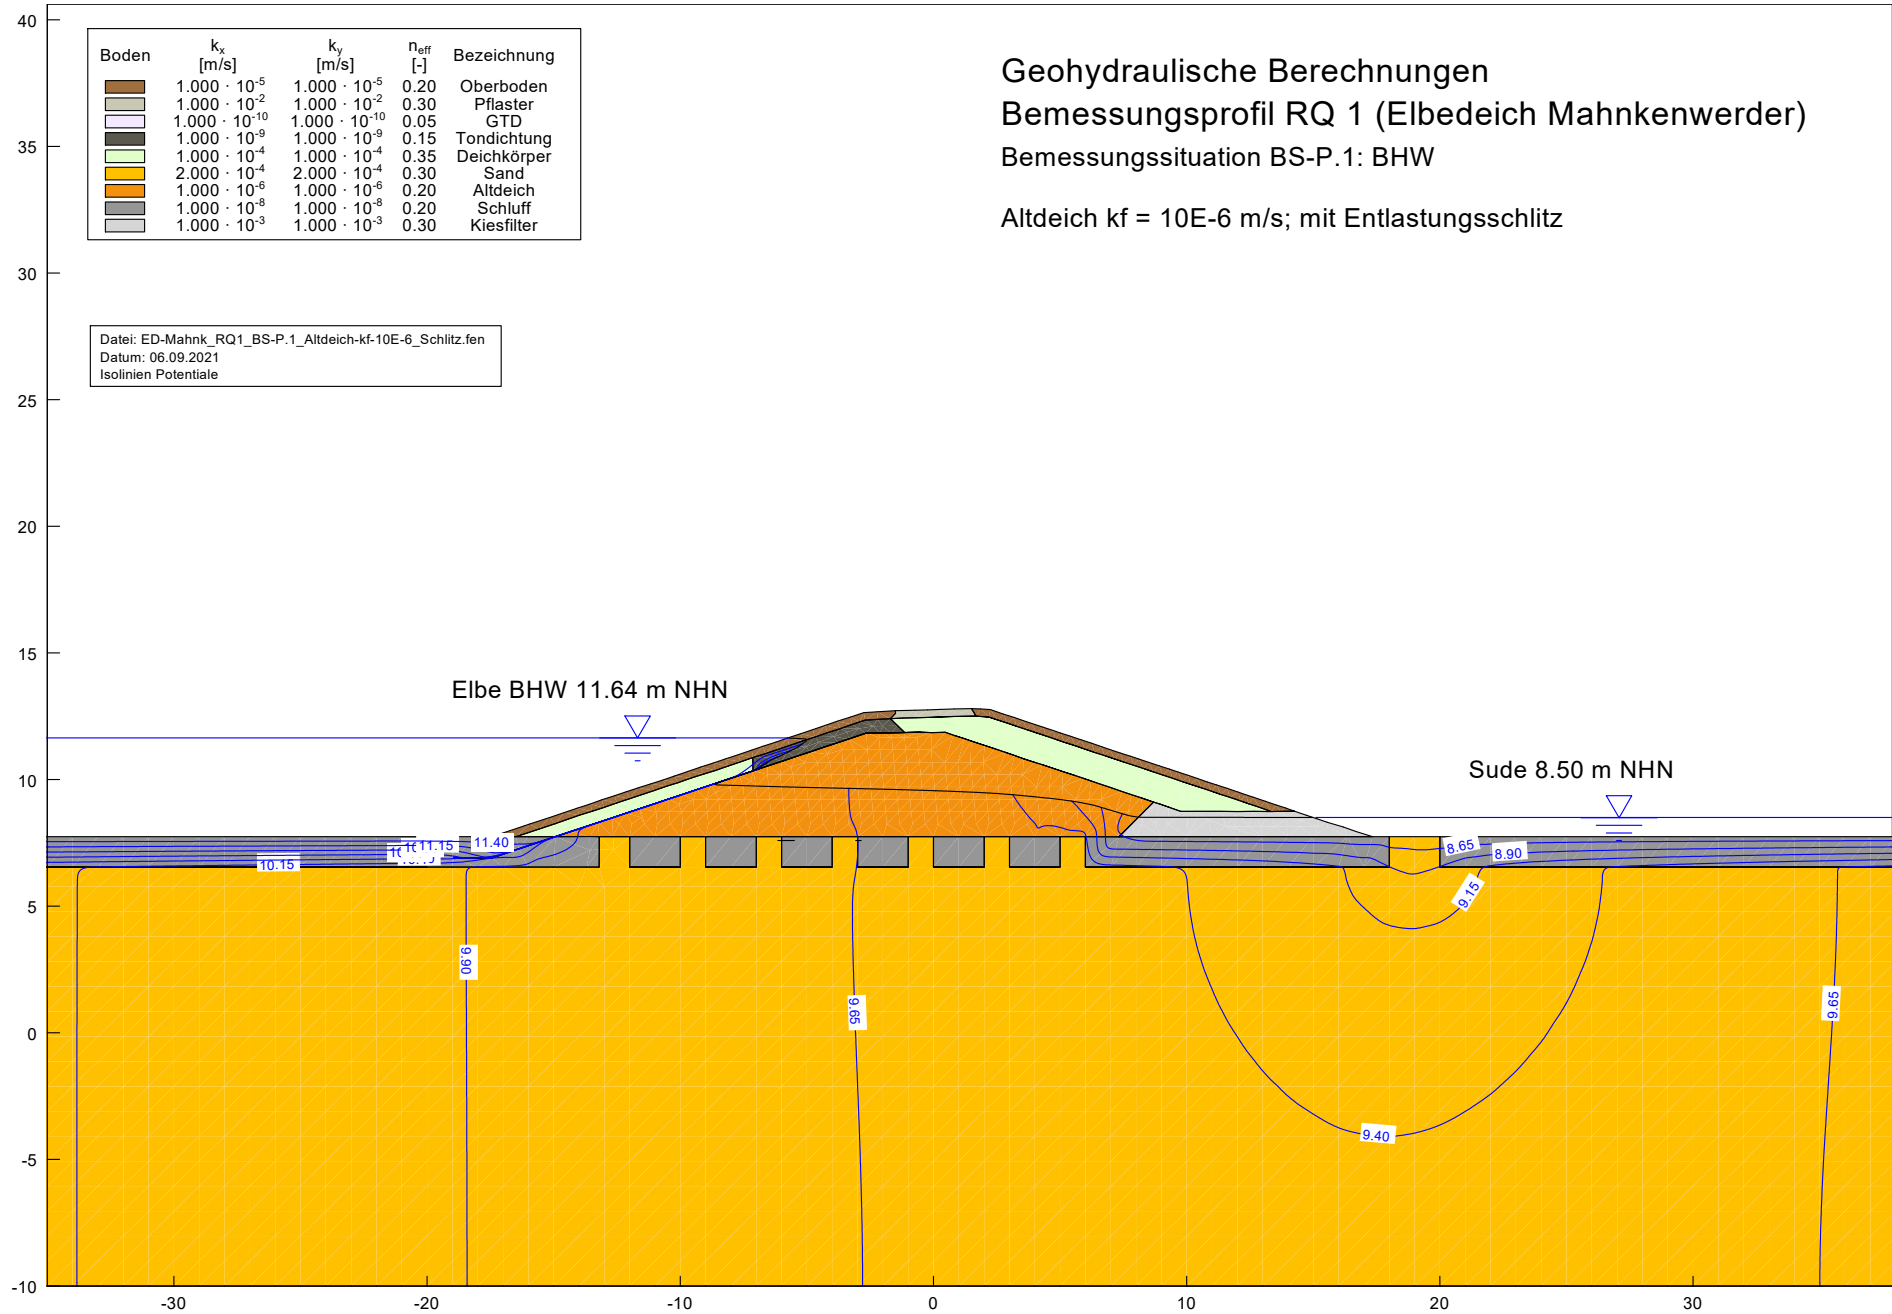 Geohydraulische Berechnungen
Bemessungsprofil RQ 1 (Elbedeich Mahnkenwerder)
Bemessungssituation BS-P.1: BHW
Altdeich kf = 10E-6 m/s; mit Entlastungsschlitz
Boden kx [m/s] ky [m/s] neff [-] Bezeichnung
1.000 · 10-5 1.000 · 10-5 0.20 Oberboden
1.000 · 10-2 1.000 · 10-2 0.30 Pflaster
1.000 · 10-10 1.000 · 10-10 0.05 GTD
1.000 · 10-9 1.000 · 10-9 0.15 Tondichtung
1.000 · 10-4 1.000 · 10-4 0.35 Deichkörper
2.000 · 10-4 2.000 · 10-4 0.30 Sand
1.000 · 10-6 1.000 · 10-6 0.20 Altdeich
1.000 · 10-8 1.000 · 10-8 0.20 Schluff
1.000 · 10-3 1.000 · 10-3 0.30 Kiesfilter
Datei: ED-Mahnk_RQ1_BS-P.1_Altdeich-kf-10E-6_Schlitz.fen
Datum: 06.09.2021
Isolinien Potentiale
Elbe BHW 11.64 m NHN
Sude 8.50 m NHN
11.15
11.40
10.15
8.65
8.90
9.15
9.90
9.65
9.65
9.40
40
35
30
25
20
15
10
5
0
-5
-10
-30
-20
-10
0
10
20
30